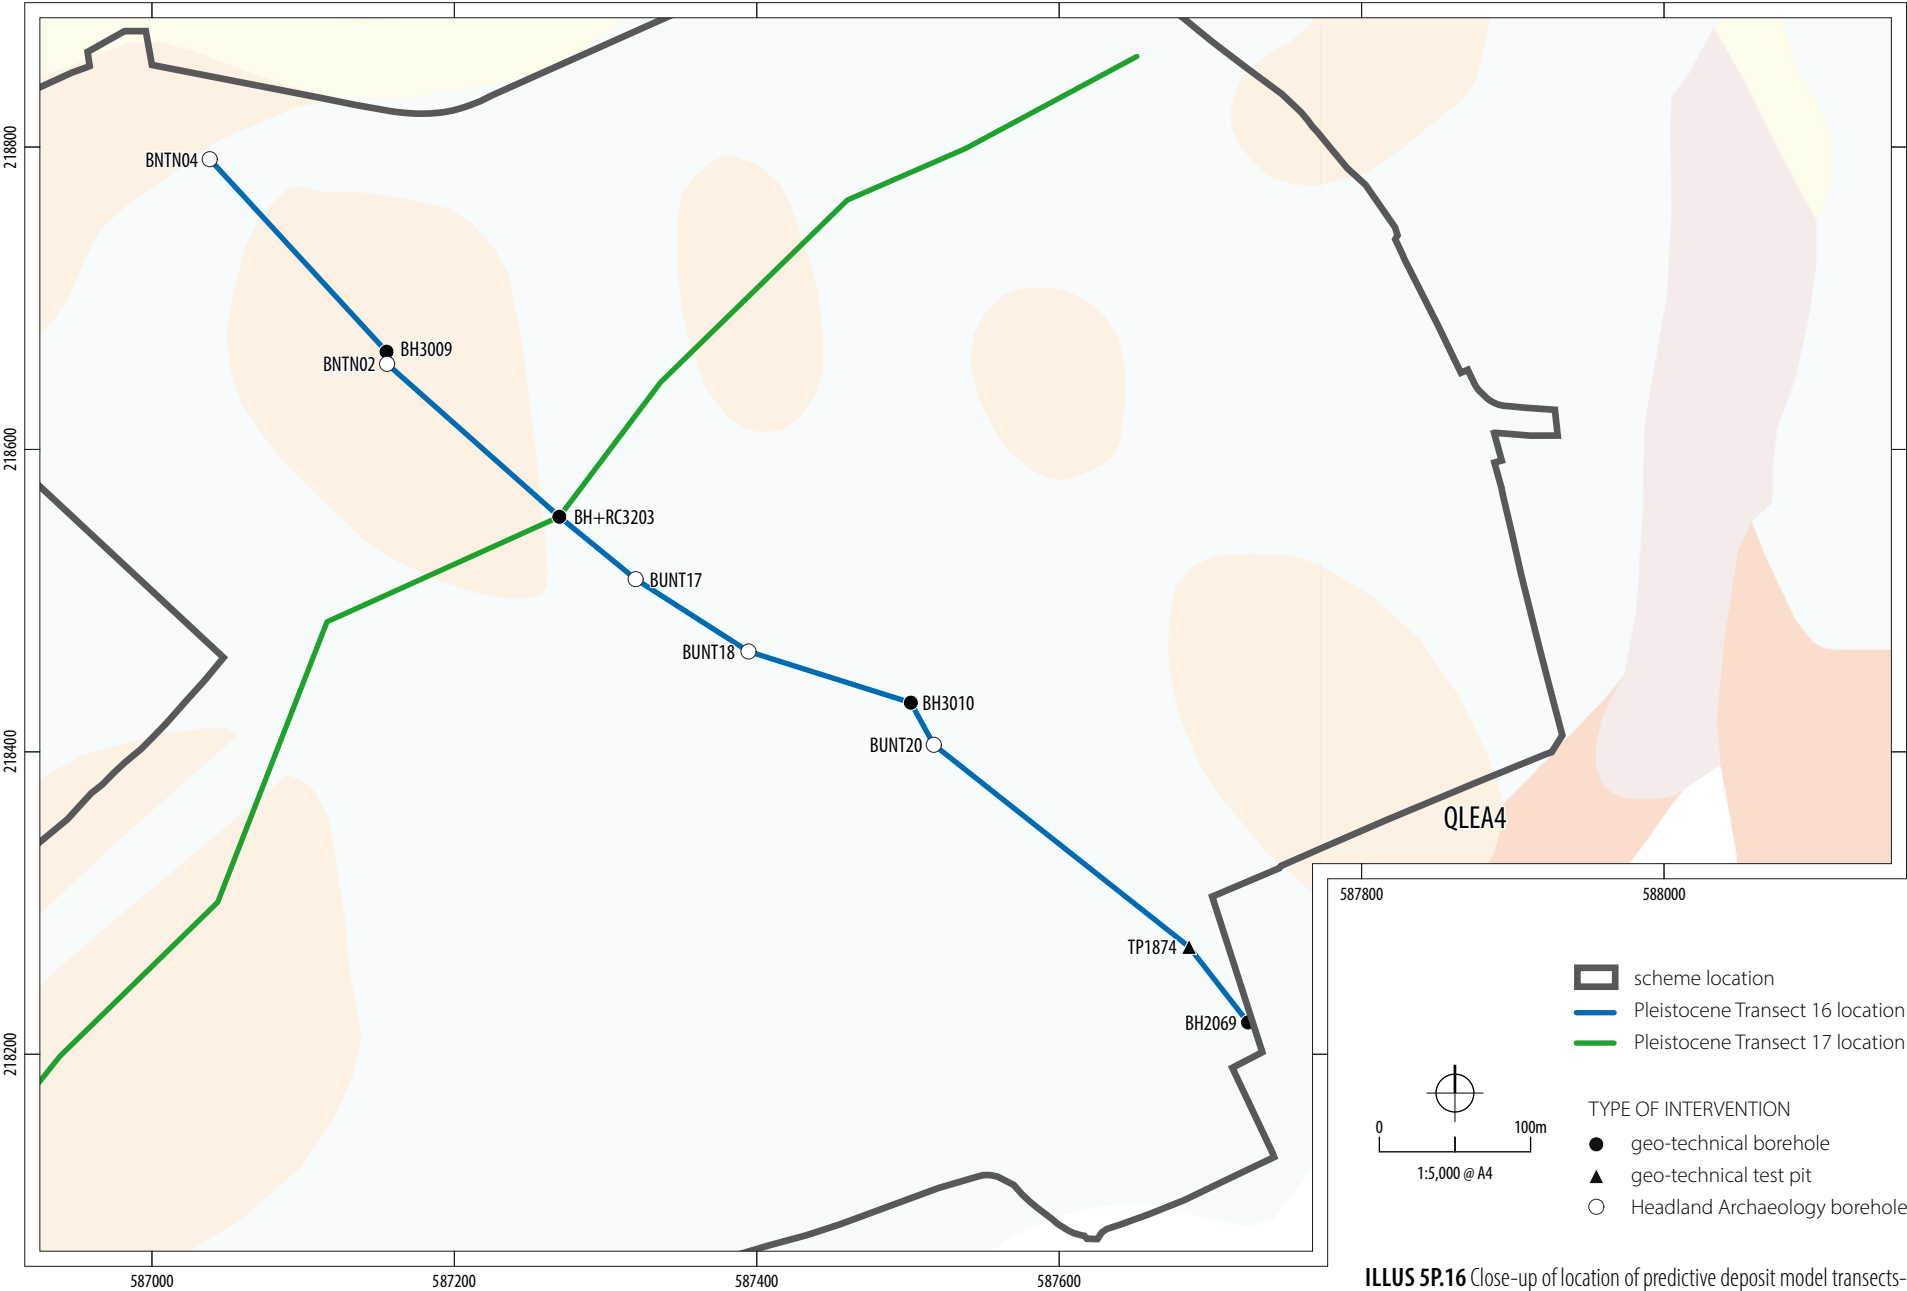 218800
218600
218400
218200
BNTN04
BH3009
BNTN02
BH+RC3203
BUNT17
BUNT18
BH3010
BUNT20
TP1874
BH2069
QLEA4
587800
588000
587000
587200
587400
587600
scheme location
Pleistocene Transect 16 location
Pleistocene Transect 17 location
0
100m
1:5,000 @ A4
TYPE OF INTERVENTION
geo-technical borehole
geo-technical test pit
Headland Archaeology borehole
ILLUS 5P.16 Close-up of location of predictive deposit model transects-